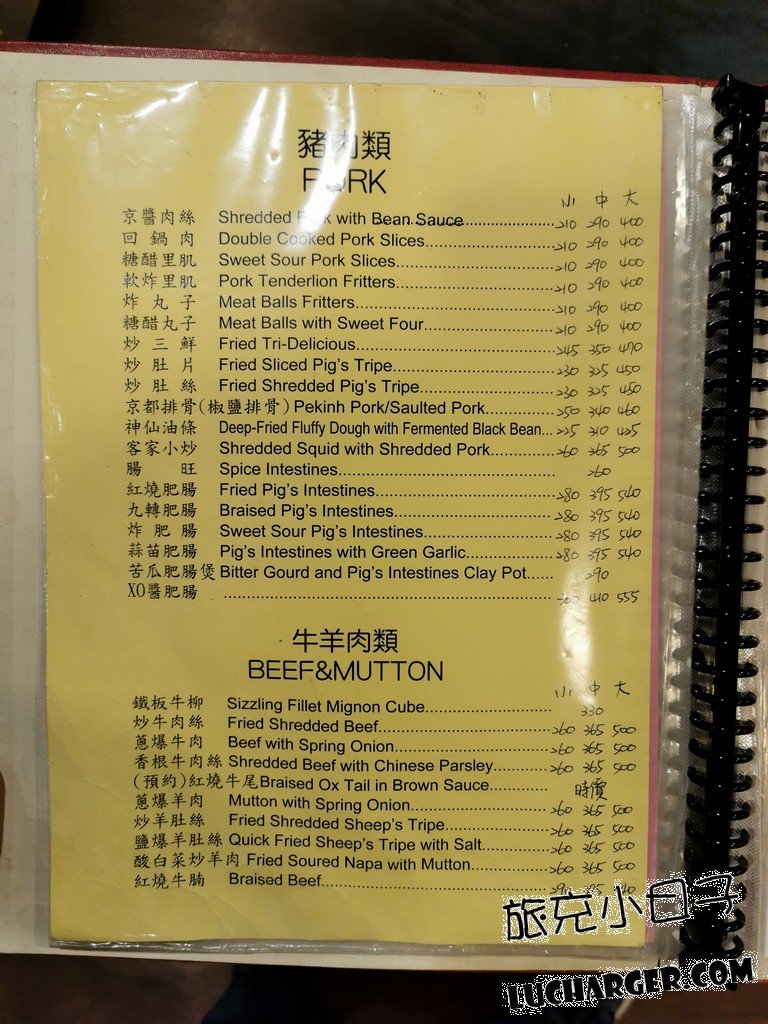 豬肉類
PORK
小 中 大
京醬肉絲 Shredded Pork with Bean Sauce 210 290 400
回鍋肉 Double Cooked Pork Slices 210 290 400
糖醋里肌 Sweet Sour Pork Slices 210 290 400
軟炸里肌 Pork Tenderlion Fritters 210 290 400
炸丸子 Meat Balls Fritters 210 290 400
糖醋丸子 Meat Balls with Sweet Four 210 290 400
炒三鮮 Fried Tri-Delicious 245 350 470
炒肚片 Fried Sliced Pig's Tripe 230 325 450
炒肚絲 Fried Shredded Pig's Tripe 230 325 450
京都排骨(椒鹽排骨) Pekinh Pork/Saulted Pork 250 340 460
神仙油條 Deep-Fried Fluffy Dough with Fermented Black Bean... 225 310 425
客家小炒 Shredded Squid with Shredded Pork 260 365 500
腸旺 Spice Intestines 260
紅燒肥腸 Fried Pig's Intestines 280 395 540
九轉肥腸 Braised Pig's Intestines 280 395 540
炸肥腸 Sweet Sour Pig's Intestines 280 395 540
蒜苗肥腸 Pig's Intestines with Green Garlic 280 395 540
苦瓜肥腸煲 Bitter Gourd and Pig's Intestines Clay Pot 290
XO醬肥腸 410 555
牛羊肉類
BEEF&MUTTON
小 中 大
鐵板牛柳 Sizzling Fillet Mignon Cube 330
炒牛肉絲 Fried Shredded Beef 260 365 500
蔥爆牛肉 Beef with Spring Onion 260 365 500
香根牛肉絲 Shredded Beef with Chinese Parsley 260 365 500
(預約)紅燒牛尾 Braised Ox Tail in Brown Sauce 時價
蔥爆羊肉 Mutton with Spring Onion 260 365 500
炒羊肚絲 Fried Shredded Sheep's Tripe 260 365 500
鹽爆羊肚絲 Quick Fried Sheep's Tripe with Salt 260 365 500
酸白菜炒羊肉 Fried Soured Napa with Mutton 260 365 500
紅燒牛腩 Braised Beef
旅充小日子
LUCHARGER.COM